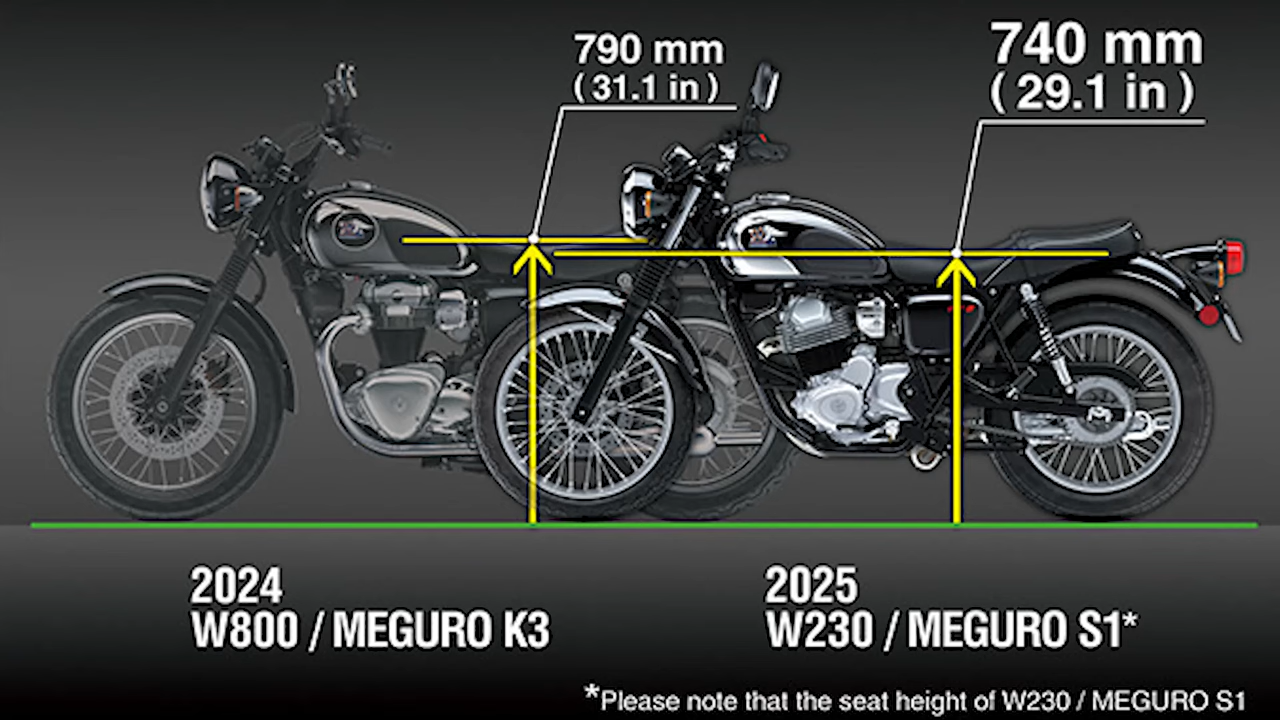 790 mm
( 31.1 in )
740 mm
( 29.1 in )
2024
W800 / MEGURO K3
2025
W230 / MEGURO S1*
*Please note that the seat height of W230 / MEGURO S1